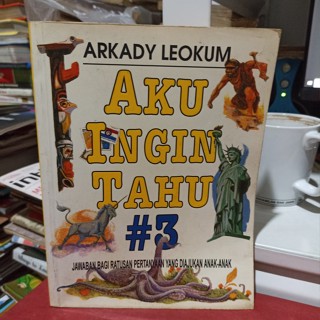 ARKADY LEOKUM
AKU
INGIN
TAHU
#3
JAWABAN BAGI RATUSAN PERTANYAAN YANG DIAJUKAN ANAK-ANAK